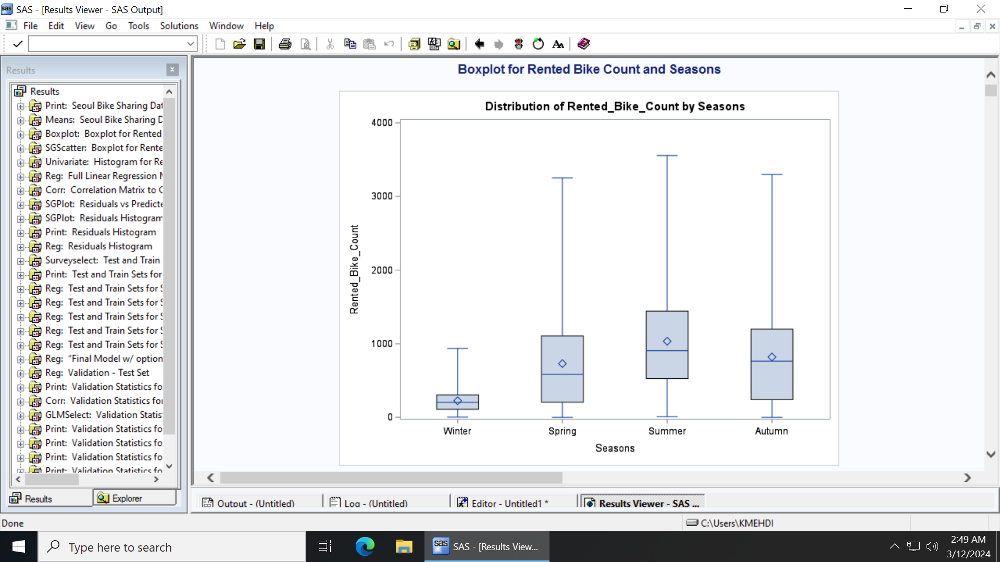 SAS - [Results Viewer - SAS Output]
File Edit View Go Tools Solutions Window Help
Results
Results
Print: Seoul Bike Sharing Dat
Means: Seoul Bike Sharing D
Boxplot: Boxplot for Rented
SGScatter: Boxplot for Rente
Univariate: Histogram for Re
Reg: Full Linear Regression M
Corr: Correlation Matrix to C
SGPlot: Residuals vs Predicte
SGPlot: Residuals Histogram
Print: Residuals Histogram
Reg: Residuals Histogram
Surveyselect: Test and Train
Print: Test and Train Sets for
Reg: Test and Train Sets for S
Reg: Test and Train Sets for S
Reg: Test and Train Sets for S
Reg: Test and Train Sets for S
Reg: Test and Train Sets for S
Reg: “Final Model w/ option
Reg: Validation - Test Set
Print: Validation Statistics fo
Corr: Validation Statistics for
GLMSelect: Validation Statis
Print: Validation Statistics fo
Print: Validation Statistics fo
Print: Validation Statistics fo
Print: Validation Statistics fo
Results Explorer
Boxplot for Rented Bike Count and Seasons
Distribution of Rented_Bike_Count by Seasons
4000
3000
2000
1000
0
Rented_Bike_Count
Winter Spring Summer Autumn
Seasons
Output - (Untitled) Log - (Untitled) Editor - Untitled1 * Results Viewer - SAS ...
Done C:\Users\KMEHDI
Type here to search
sas SAS - [Results View...
2:49 AM
3/12/2024